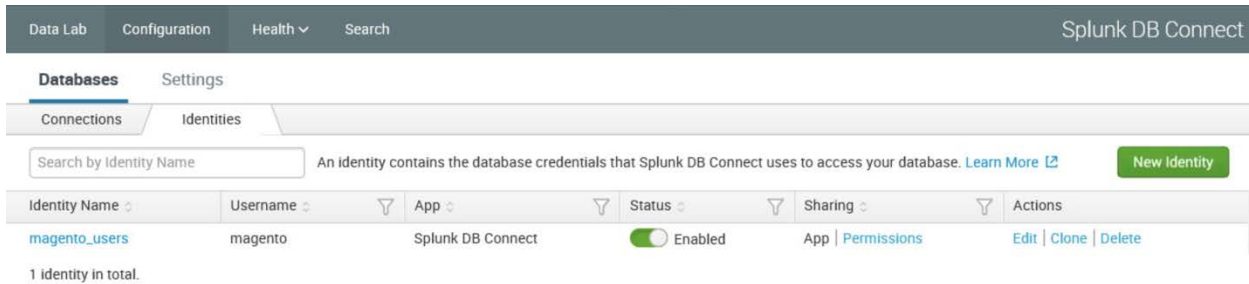 Data Lab Configuration Health Search Splunk DB Connect
Databases Settings
Connections Identities
Search by Identity Name An identity contains the database credentials that Splunk DB Connect uses to access your database. Learn More New Identity
Identity Name Username App Status Sharing Actions
magento_users magento Splunk DB Connect Enabled App | Permissions Edit | Clone | Delete
1 identity in total.